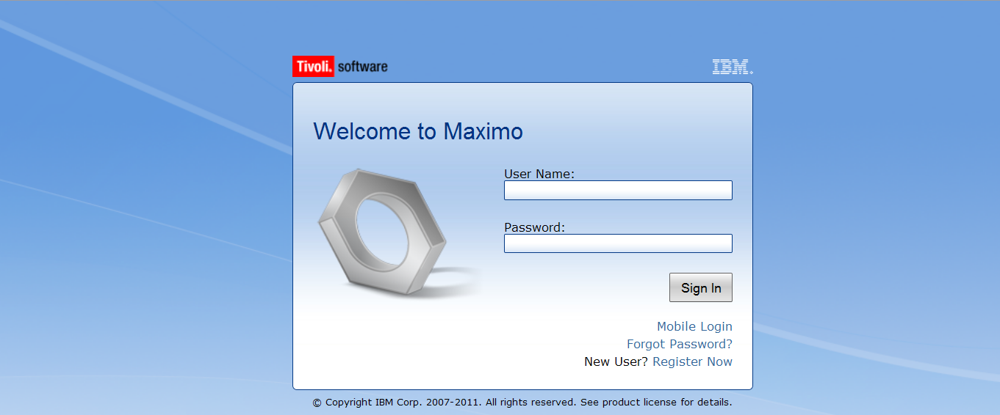 Tivoli. software
IBM.
Welcome to Maximo
User Name:
Password:
Sign In
Mobile Login
Forgot Password?
New User? Register Now
© Copyright IBM Corp. 2007-2011. All rights reserved. See product license for details.